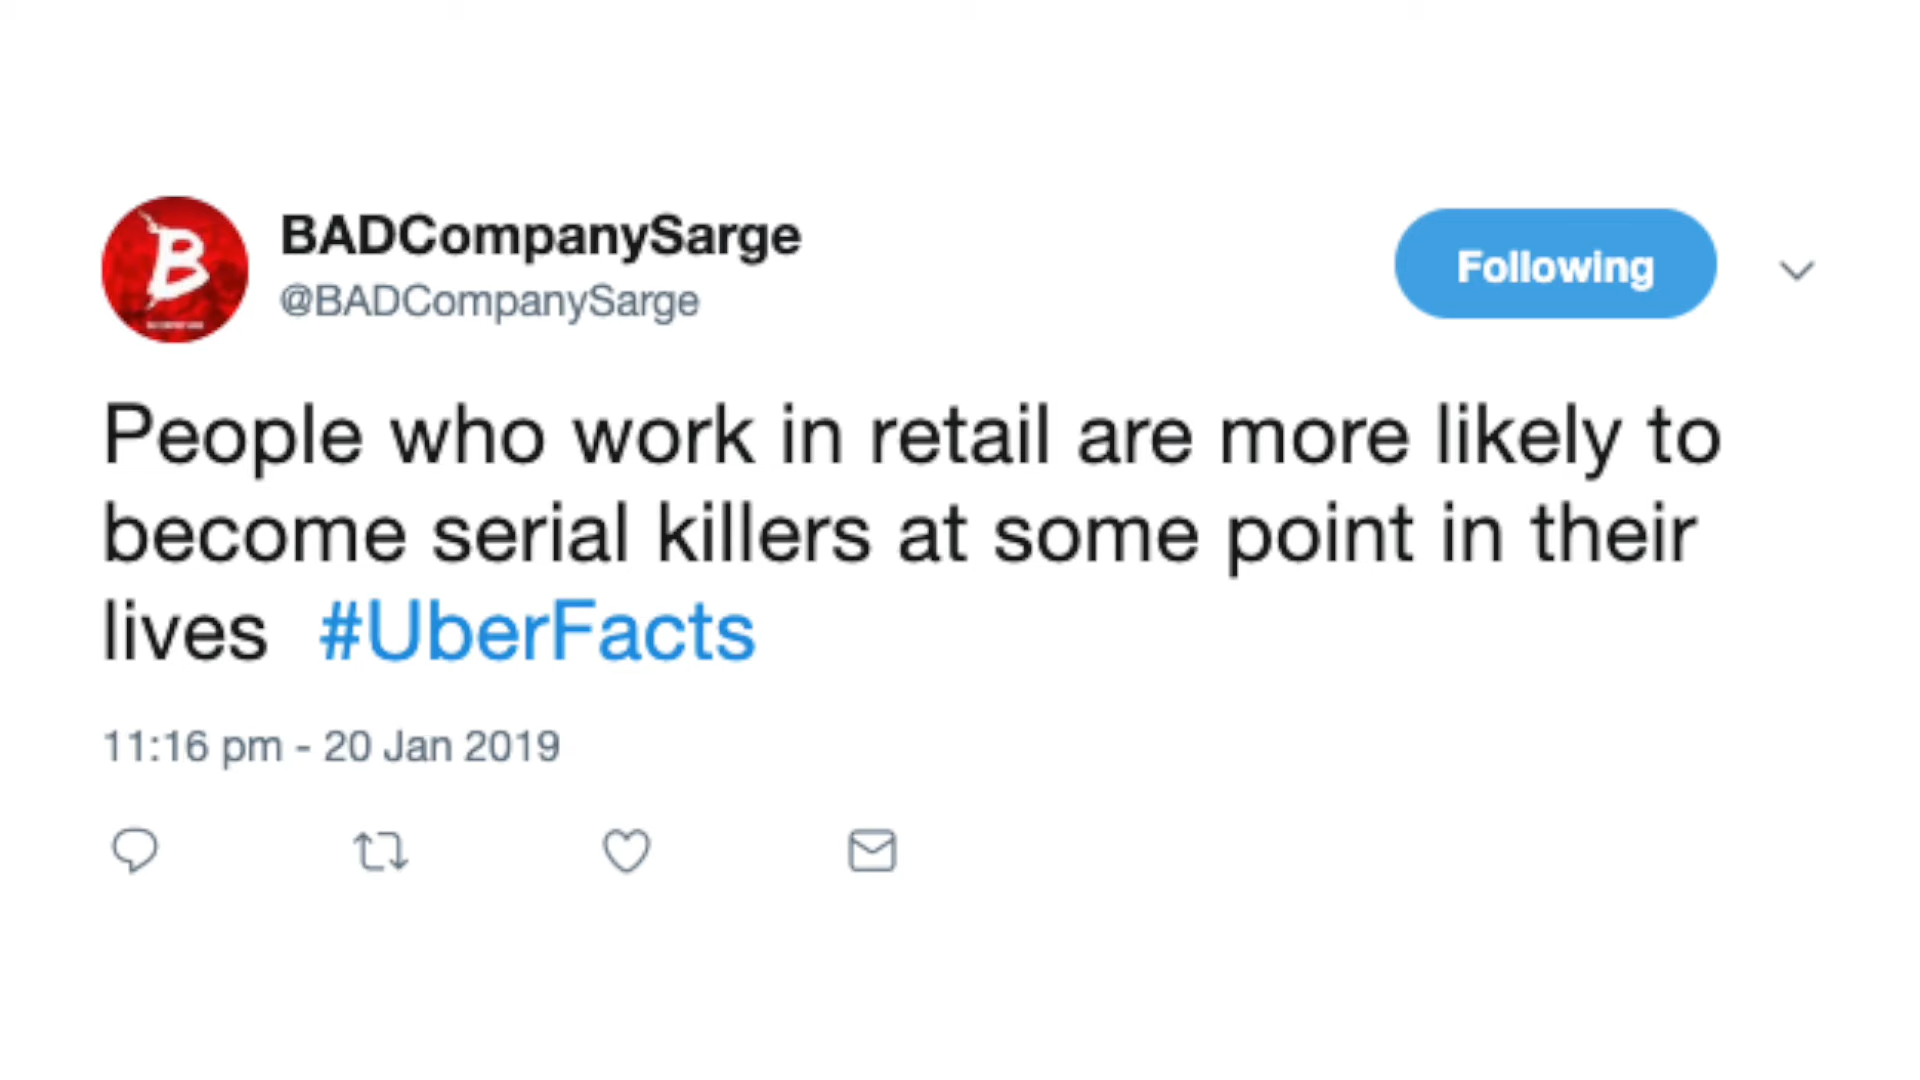 BADCompanySarge
@BADCompanySarge
Following
People who work in retail are more likely to
become serial killers at some point in their
lives #UberFacts
11:16 pm - 20 Jan 2019
B